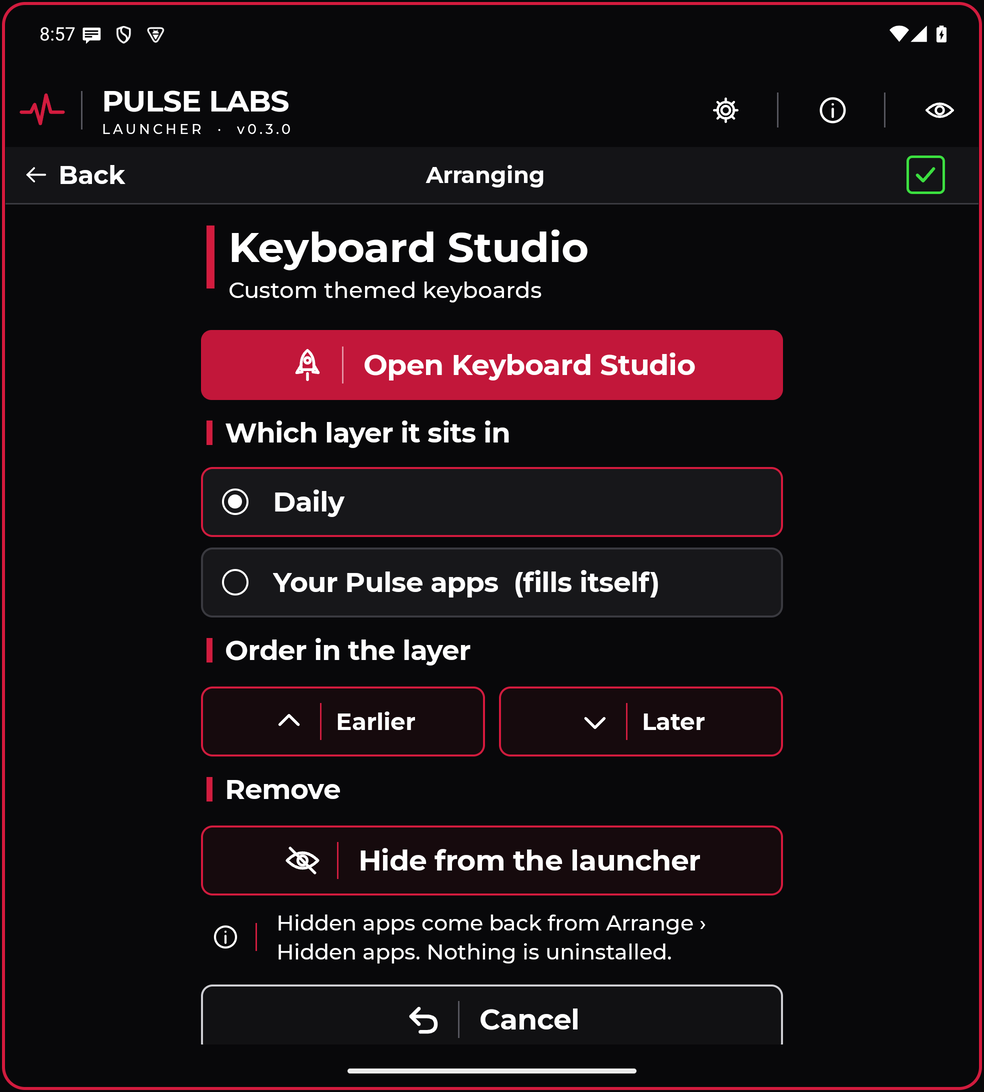 8:57
PULSE LABS
LAUNCHER · v0.3.0
Back
Arranging
Keyboard Studio
Custom themed keyboards
Open Keyboard Studio
Which layer it sits in
Daily
Your Pulse apps (fills itself)
Order in the layer
Earlier
Later
Remove
Hide from the launcher
Hidden apps come back from Arrange ›
Hidden apps. Nothing is uninstalled.
Cancel